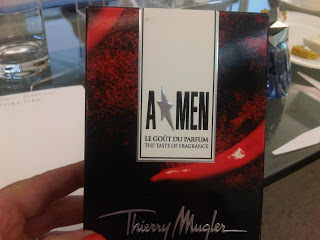 A★MEN
LE GOÛT DU PARFUM
THE TASTE OF FRAGRANCE
Thierry Mugler